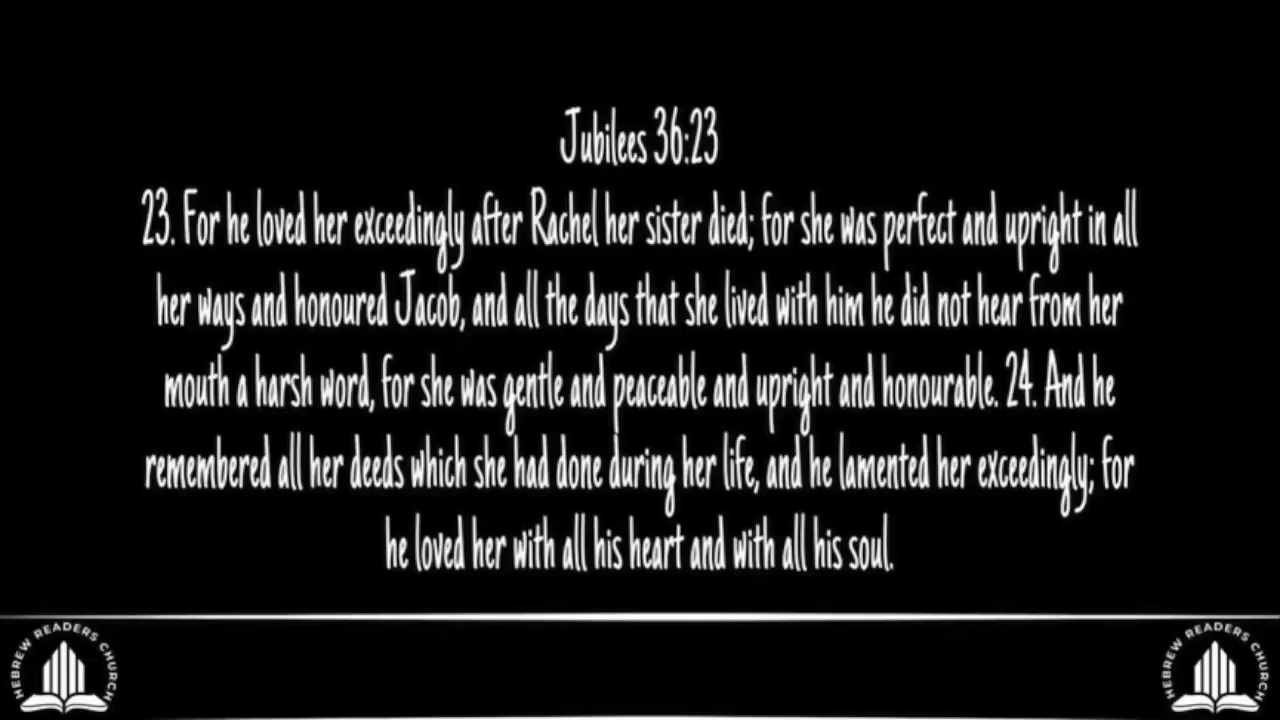 Jubilees 36:23
23. For he loved her exceedingly after Rachel her sister died; for she was perfect and upright in all
her ways and honoured Jacob, and all the days that she lived with him he did not hear from her
mouth a harsh word, for she was gentle and peaceable and upright and honourable. 24. And he
remembered all her deeds which she had done during her life, and he lamented her exceedingly; for
he loved her with all his heart and with all his soul.
HEBREW READERS CHURCH
HEBREW READERS CHURCH